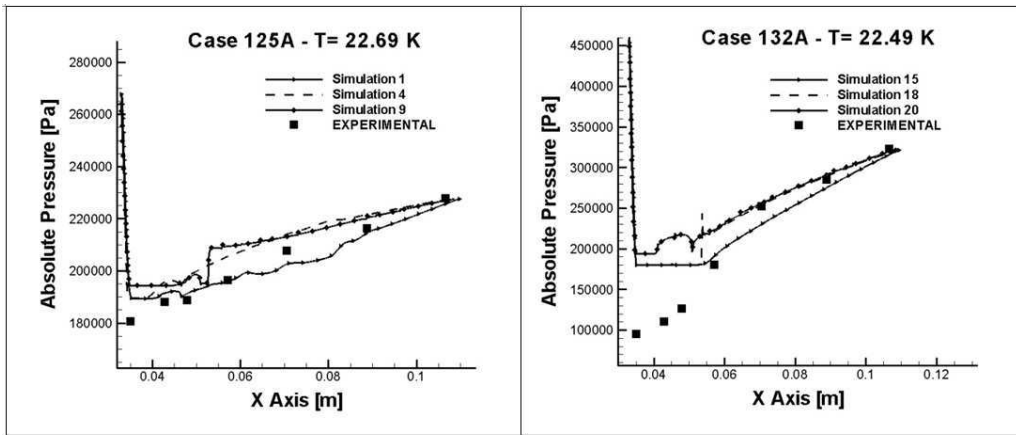 Case 125A - T= 22.69 K
Simulation 1
Simulation 4
Simulation 9
EXPERIMENTAL
Absolute Pressure [Pa]
280000
260000
240000
220000
200000
180000
0.04
0.06
0.08
0.1
X Axis [m]
Case 132A - T= 22.49 K
Simulation 15
Simulation 18
Simulation 20
EXPERIMENTAL
Absolute Pressure [Pa]
450000
400000
350000
300000
250000
200000
150000
100000
0.04
0.06
0.08
0.1
0.12
X Axis [m]